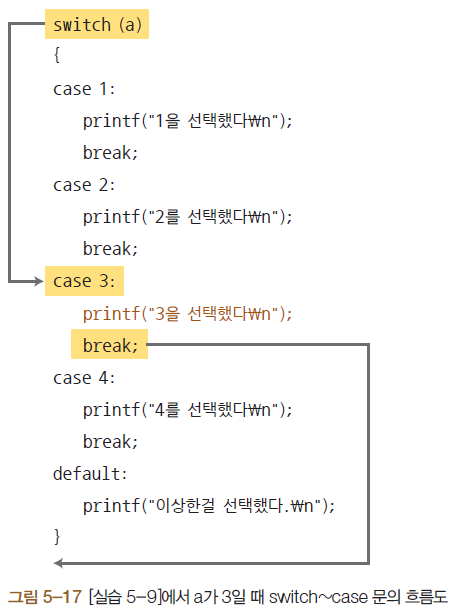 switch (a)
{
case 1:
printf("1을 선택했다₩n");
break;
case 2:
printf("2를 선택했다₩n");
break;
case 3:
printf("3을 선택했다₩n");
break;
case 4:
printf("4를 선택했다₩n");
break;
default:
printf("이상한걸 선택했다.₩n");
}
그림 5-17 [실습 5-9]에서 a가 3일 때 switch~case 문의 흐름도